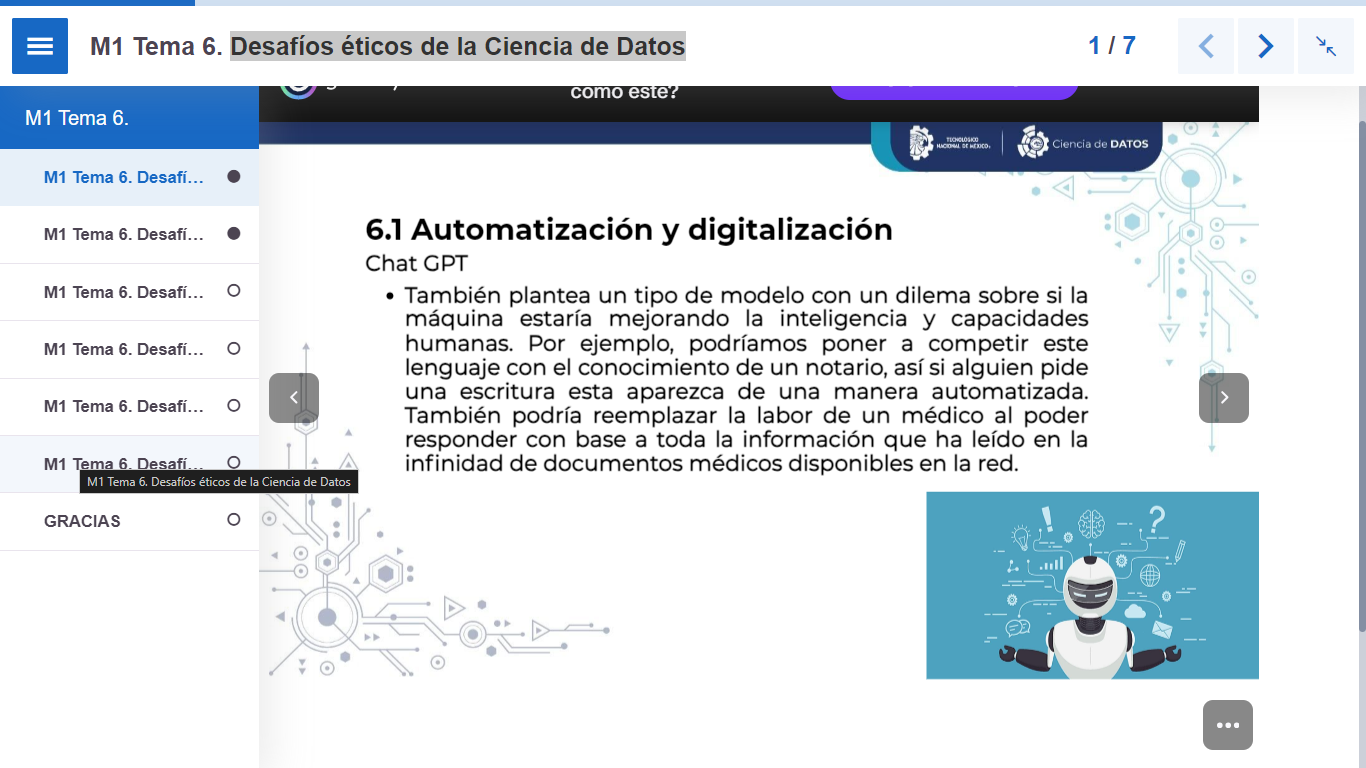 M1 Tema 6. Desafíos éticos de la Ciencia de Datos
1 / 7
M1 Tema 6.
M1 Tema 6. Desafí...
M1 Tema 6. Desafí...
M1 Tema 6. Desafí...
M1 Tema 6. Desafí...
M1 Tema 6. Desafí...
M1 Tema 6. Desafí...
M1 Tema 6. Desafíos éticos de la Ciencia de Datos
GRACIAS
como este?
TECNOLÓGICO
NACIONAL DE MÉXICO
Ciencia de DATOS
6.1 Automatización y digitalización
Chat GPT
• También plantea un tipo de modelo con un dilema sobre si la
máquina estaría mejorando la inteligencia y capacidades
humanas. Por ejemplo, podríamos poner a competir este
lenguaje con el conocimiento de un notario, así si alguien pide
una escritura esta aparezca de una manera automatizada.
También podría reemplazar la labor de un médico al poder
responder con base a toda la información que ha leído en la
infinidad de documentos médicos disponibles en la red.